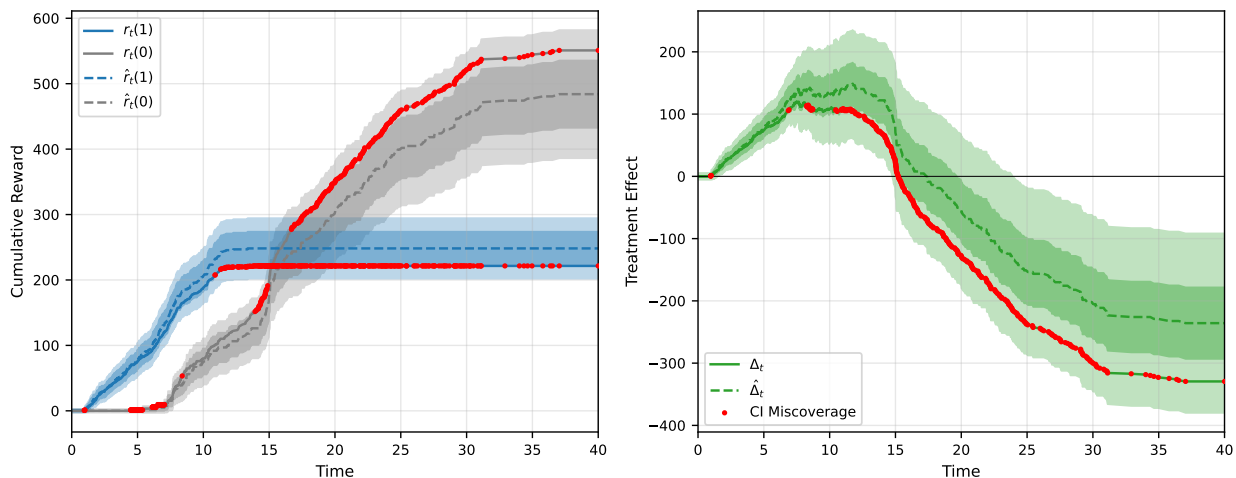 600
500
400
300
200
100
0
Cumulative Reward
r_t(1)
r_t(0)
r̂_t(1)
r̂_t(0)
0 5 10 15 20 25 30 35 40
Time
200
100
0
−100
−200
−300
−400
Treatment Effect
Δ_t
Δ̂_t
CI Miscoverage
0 5 10 15 20 25 30 35 40
Time